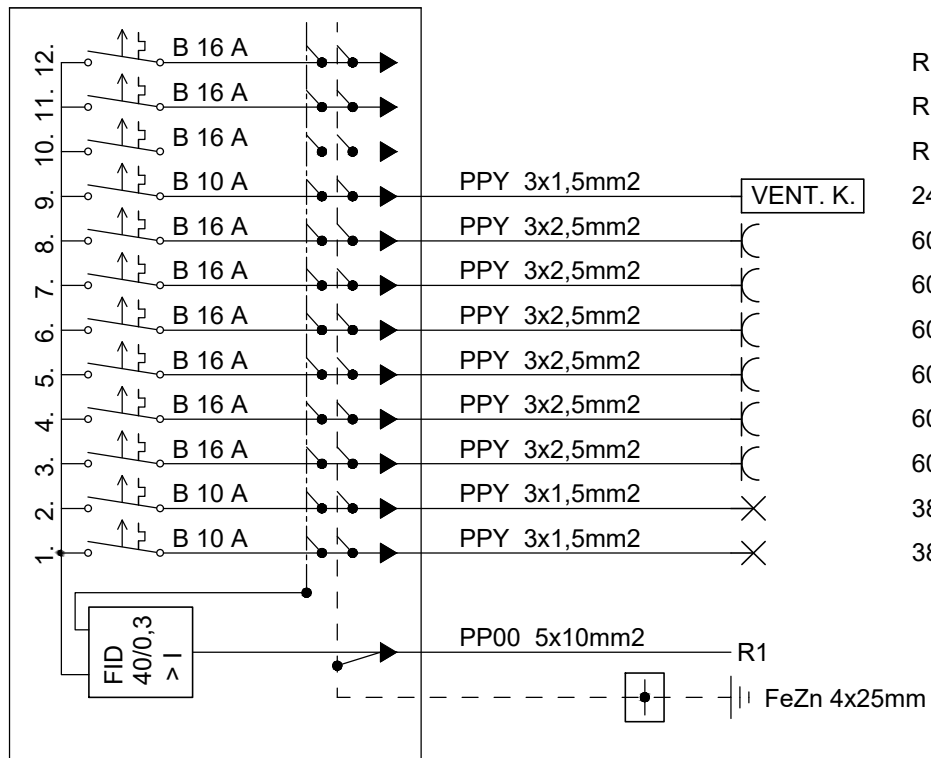 12. B 16 A R
11. B 16 A R
10. B 16 A R
9. B 10 A PPY 3x1,5mm2 VENT. K. 24
8. B 16 A PPY 3x2,5mm2 60
7. B 16 A PPY 3x2,5mm2 60
6. B 16 A PPY 3x2,5mm2 60
5. B 16 A PPY 3x2,5mm2 60
4. B 16 A PPY 3x2,5mm2 60
3. B 16 A PPY 3x2,5mm2 60
2. B 10 A PPY 3x1,5mm2 38
1. B 10 A PPY 3x1,5mm2 38
FID
40/0,3
> I
PP00 5x10mm2 R1
FeZn 4x25mm